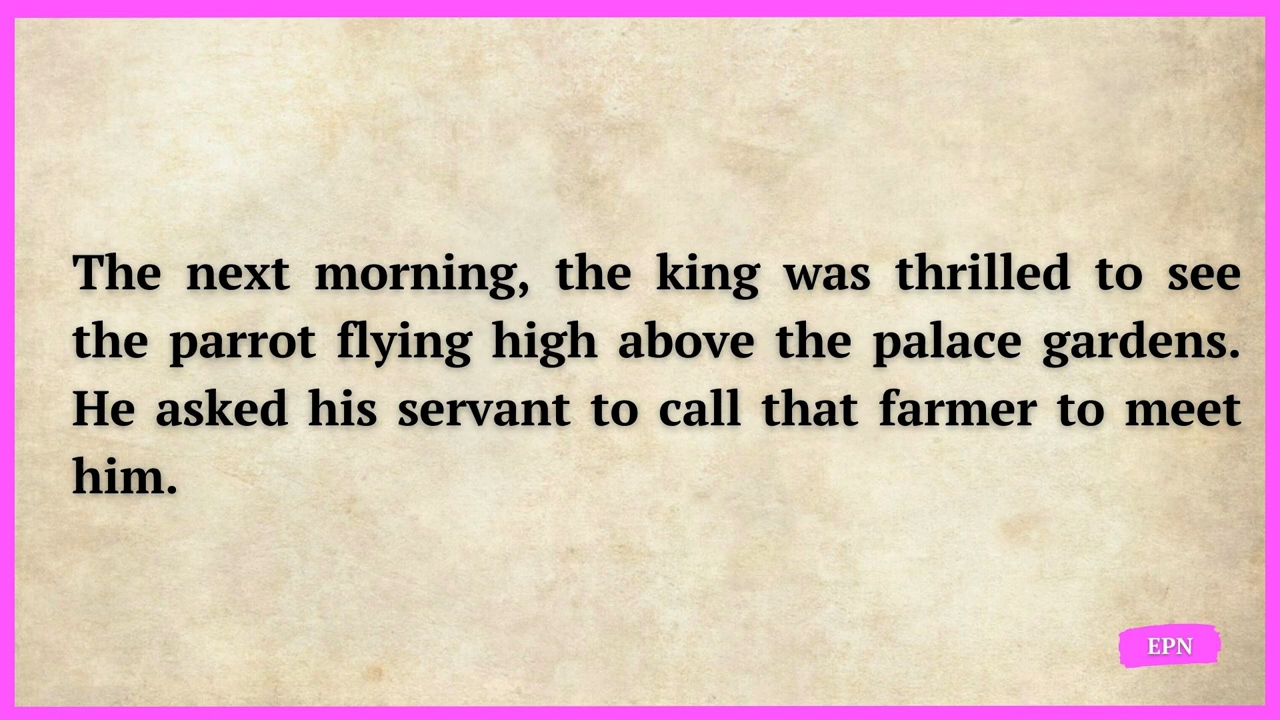 The next morning, the king was thrilled to see
the parrot flying high above the palace gardens.
He asked his servant to call that farmer to meet
him.
EPN